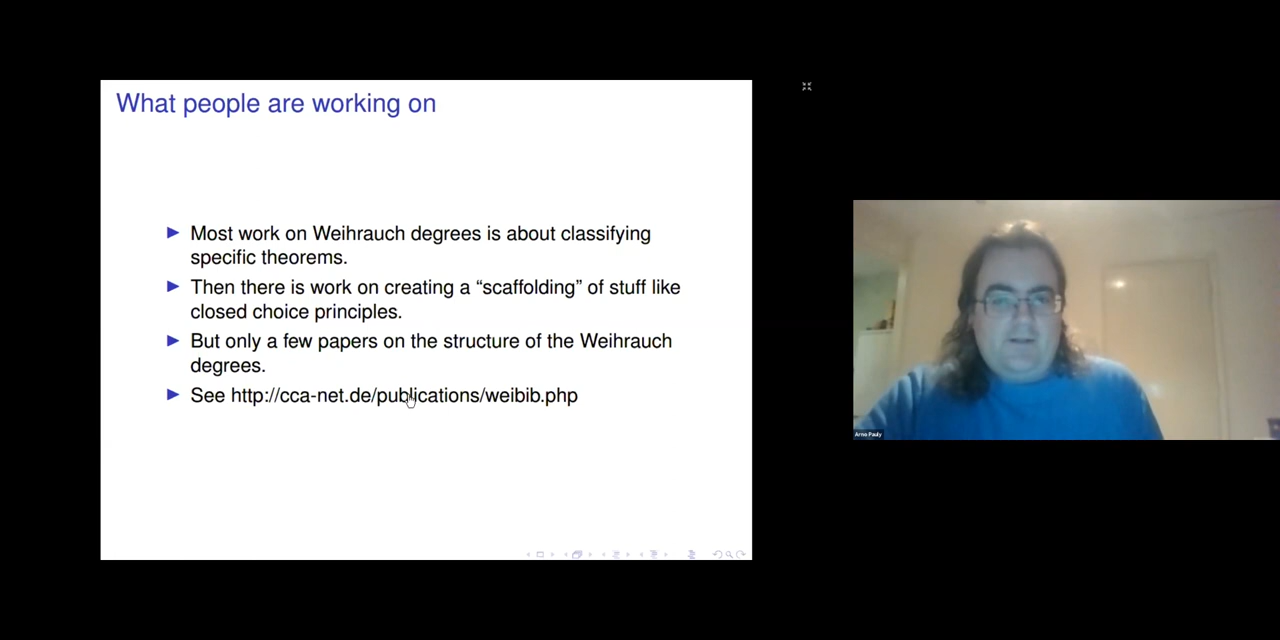 What people are working on
▶ Most work on Weihrauch degrees is about classifying
specific theorems.
▶ Then there is work on creating a “scaffolding” of stuff like
closed choice principles.
▶ But only a few papers on the structure of the Weihrauch
degrees.
▶ See http://cca-net.de/publications/weibib.php
Arno Pauly